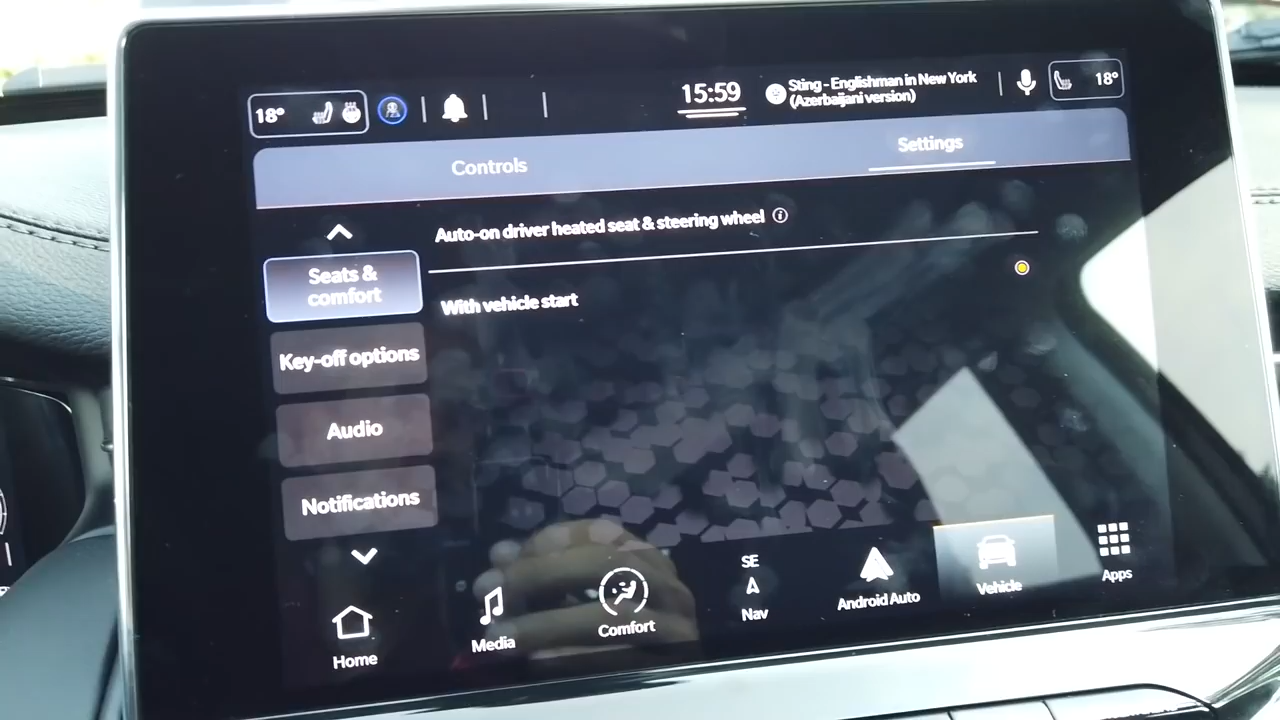 18°
15:59
Sting - Englishman in New York
(Azerbaijani version)
18°
Controls
Settings
Auto-on driver heated seat & steering wheel
Seats &
comfort
With vehicle start
Key-off options
Audio
Notifications
Home
Media
Comfort
SE
Nav
Android Auto
Vehicle
Apps